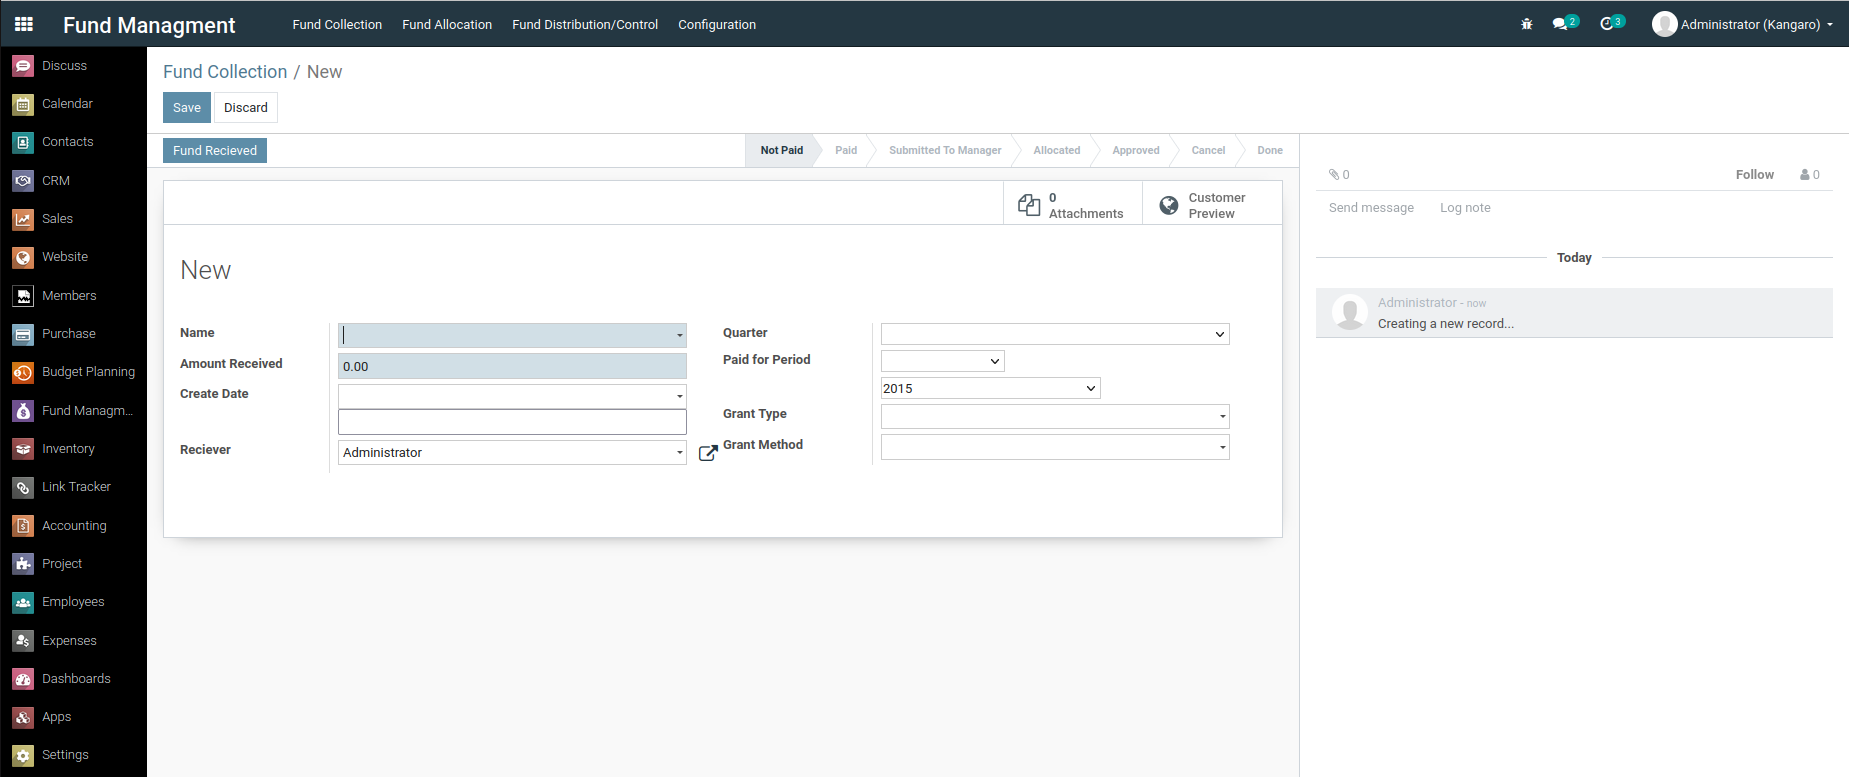 Fund Managment
Fund Collection Fund Allocation Fund Distribution/Control Configuration
2 3 Administrator (Kangaro)
Discuss
Calendar
Contacts
CRM
Sales
Website
Members
Purchase
Budget Planning
Fund Managm...
Inventory
Link Tracker
Accounting
Project
Employees
Expenses
Dashboards
Apps
Settings
Fund Collection / New
Save Discard
Fund Recieved
Not Paid Paid Submitted To Manager Allocated Approved Cancel Done
0
Attachments
Customer
Preview
New
Name
Amount Received 0.00
Create Date
Reciever Administrator
Quarter
Paid for Period
2015
Grant Type
Grant Method
0 Follow 0
Send message Log note
Today
Administrator - now
Creating a new record...